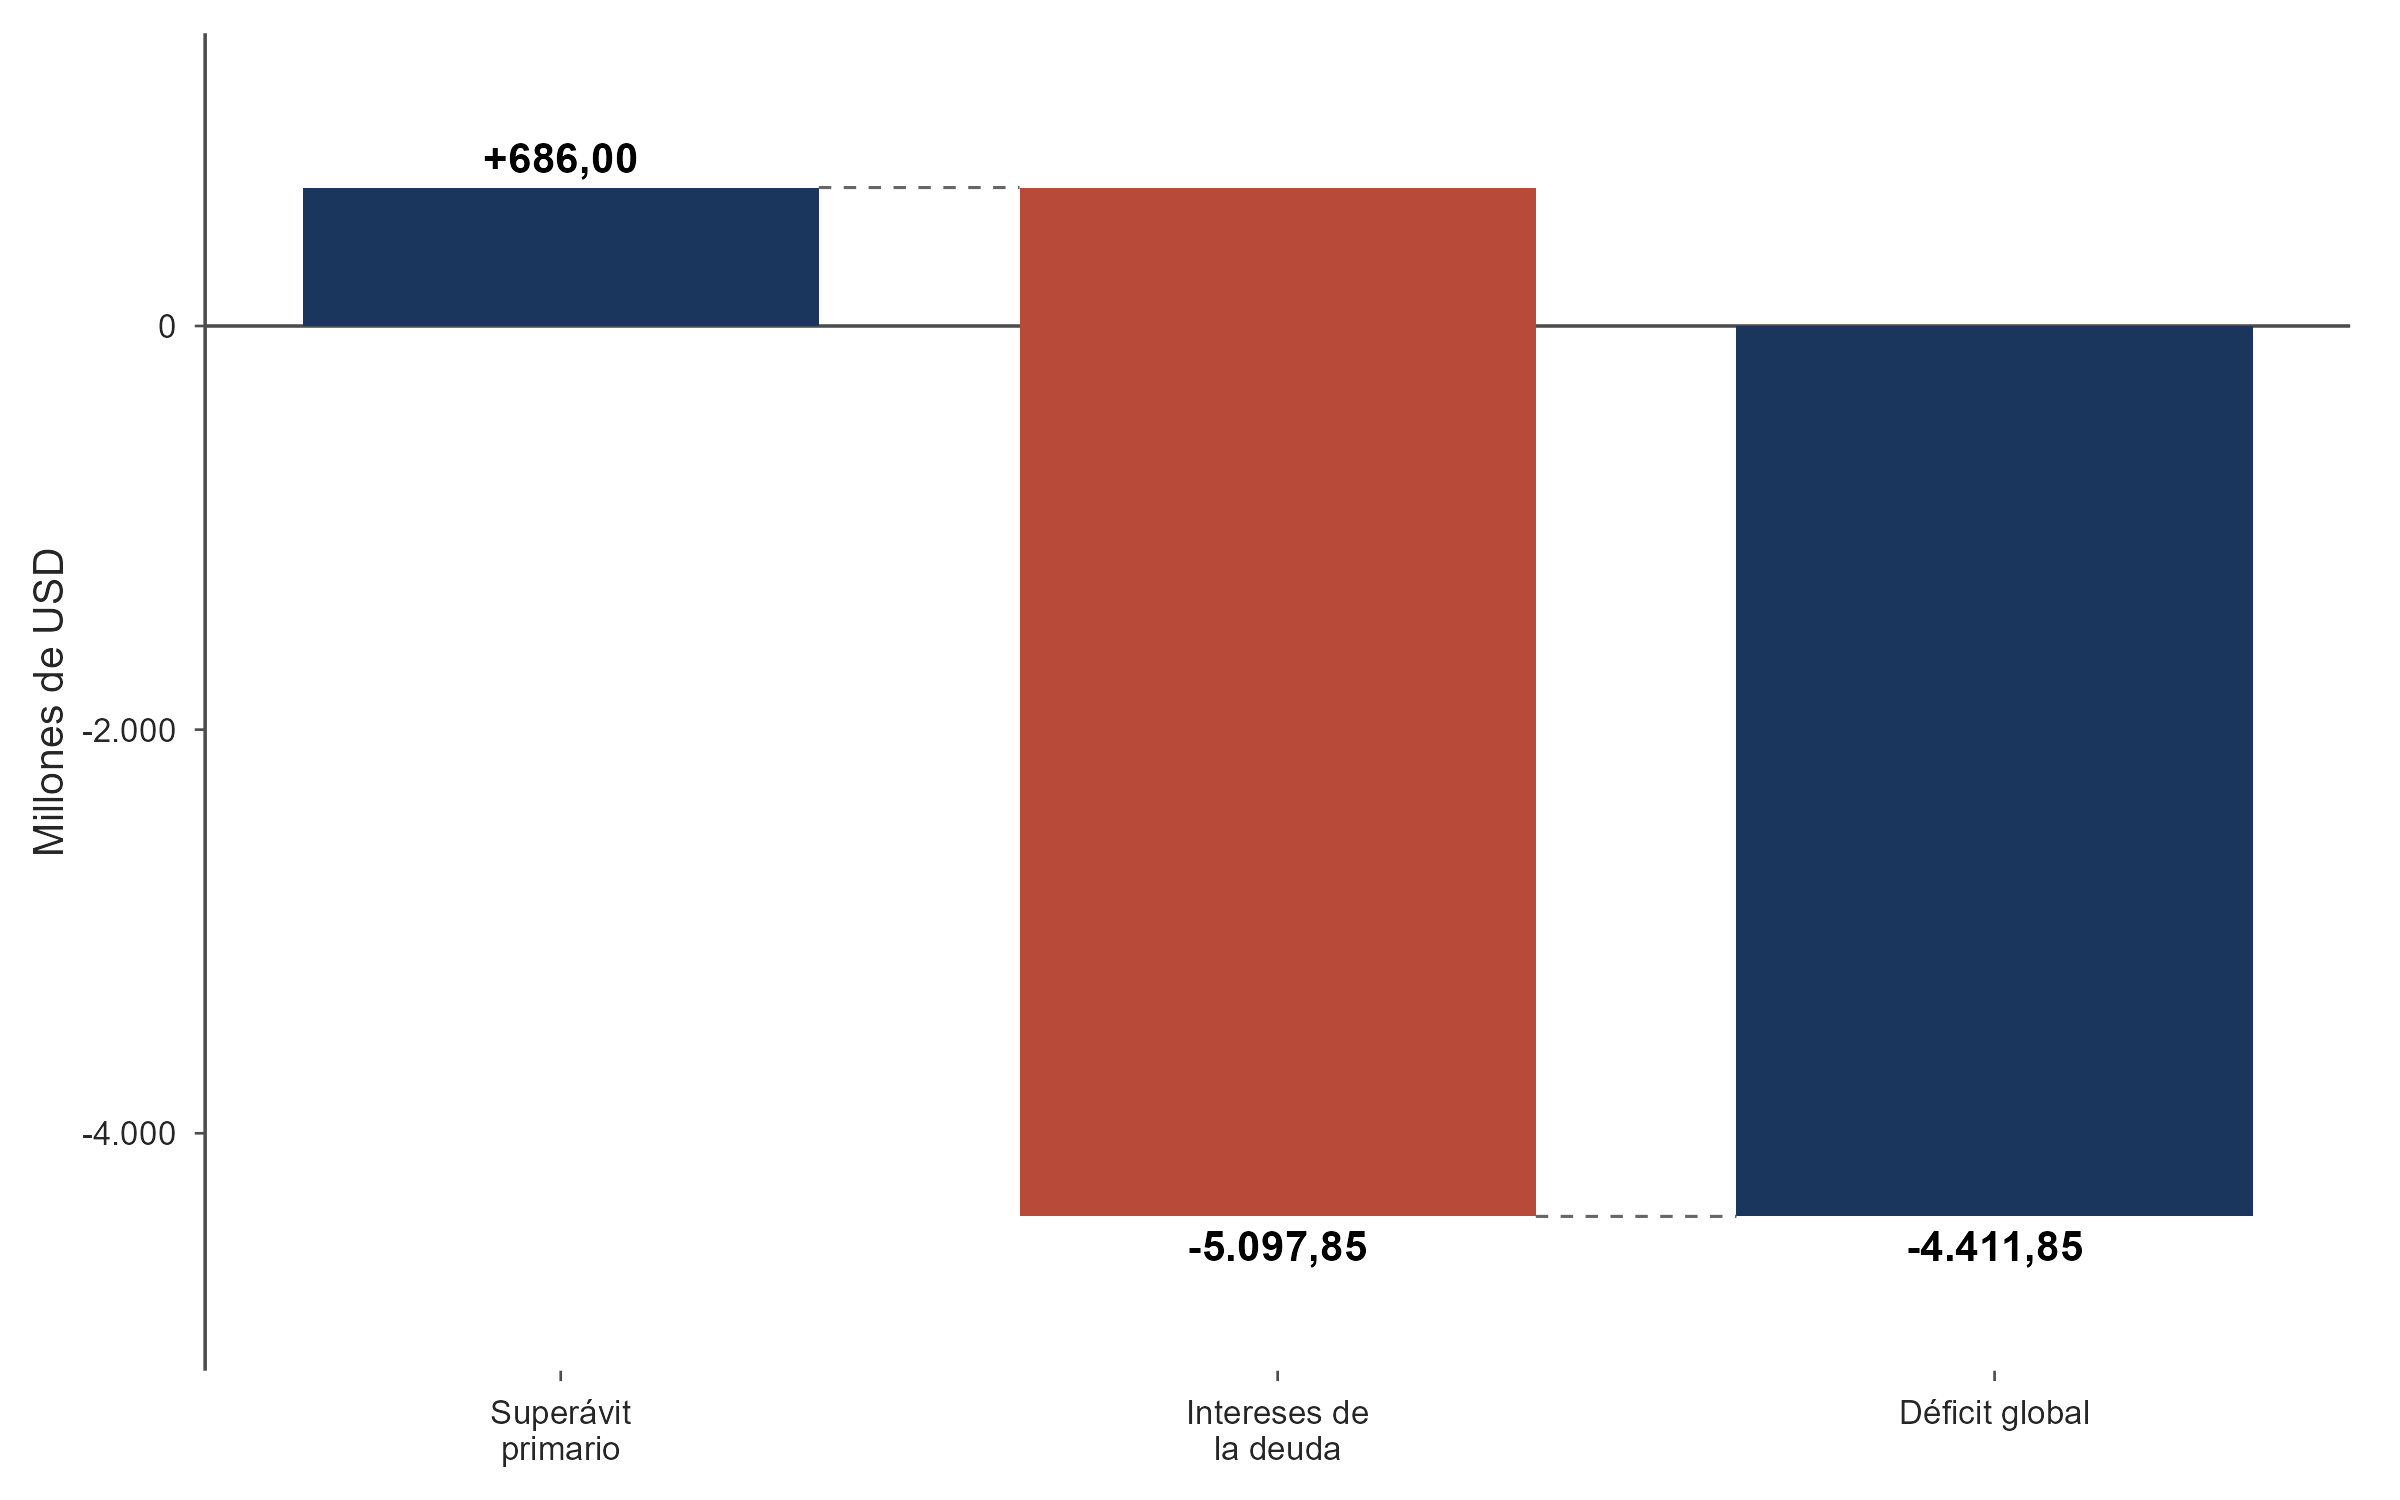 +686,00
0
Millones de USD
-2.000
-4.000
-5.097,85
-4.411,85
Superávit
primario
Intereses de
la deuda
Déficit global